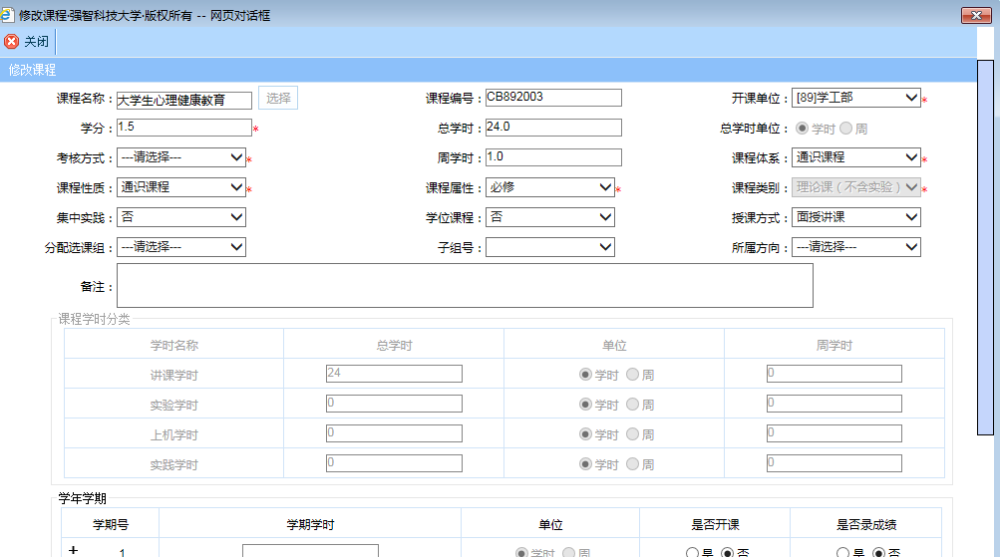 修改课程·强智科技大学·版权所有 -- 网页对话框
关闭
修改课程
课程名称： 大学生心理健康教育 选择 课程编号： CB892003 开课单位： [89]学工部 *
学分： 1.5 * 总学时： 24.0 总学时单位： 学时 周
考核方式： ---请选择--- * 周学时： 1.0 课程体系： 通识课程 *
课程性质： 通识课程 * 课程属性： 必修 * 课程类别： 理论课（不含实验） *
集中实践： 否 学位课程： 否 授课方式： 面授讲课
分配选课组： ---请选择--- 子组号： 所属方向： ---请选择---
备注：
课程学时分类
学时名称 总学时 单位 周学时
讲课学时 24 学时 周 0
实验学时 0 学时 周 0
上机学时 0 学时 周 0
实践学时 0 学时 周 0
学年学期
学期号 学期学时 单位 是否开课 是否录成绩
+ 1 学时 周 是 否 是 否